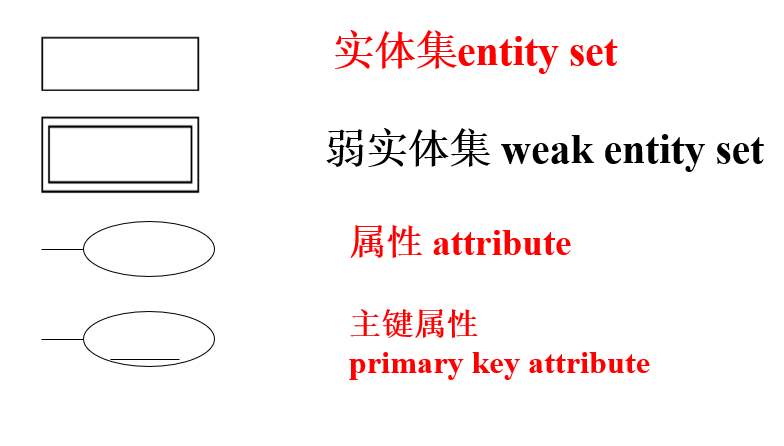 实体集entity set
弱实体集 weak entity set
属性 attribute
主键属性
primary key attribute